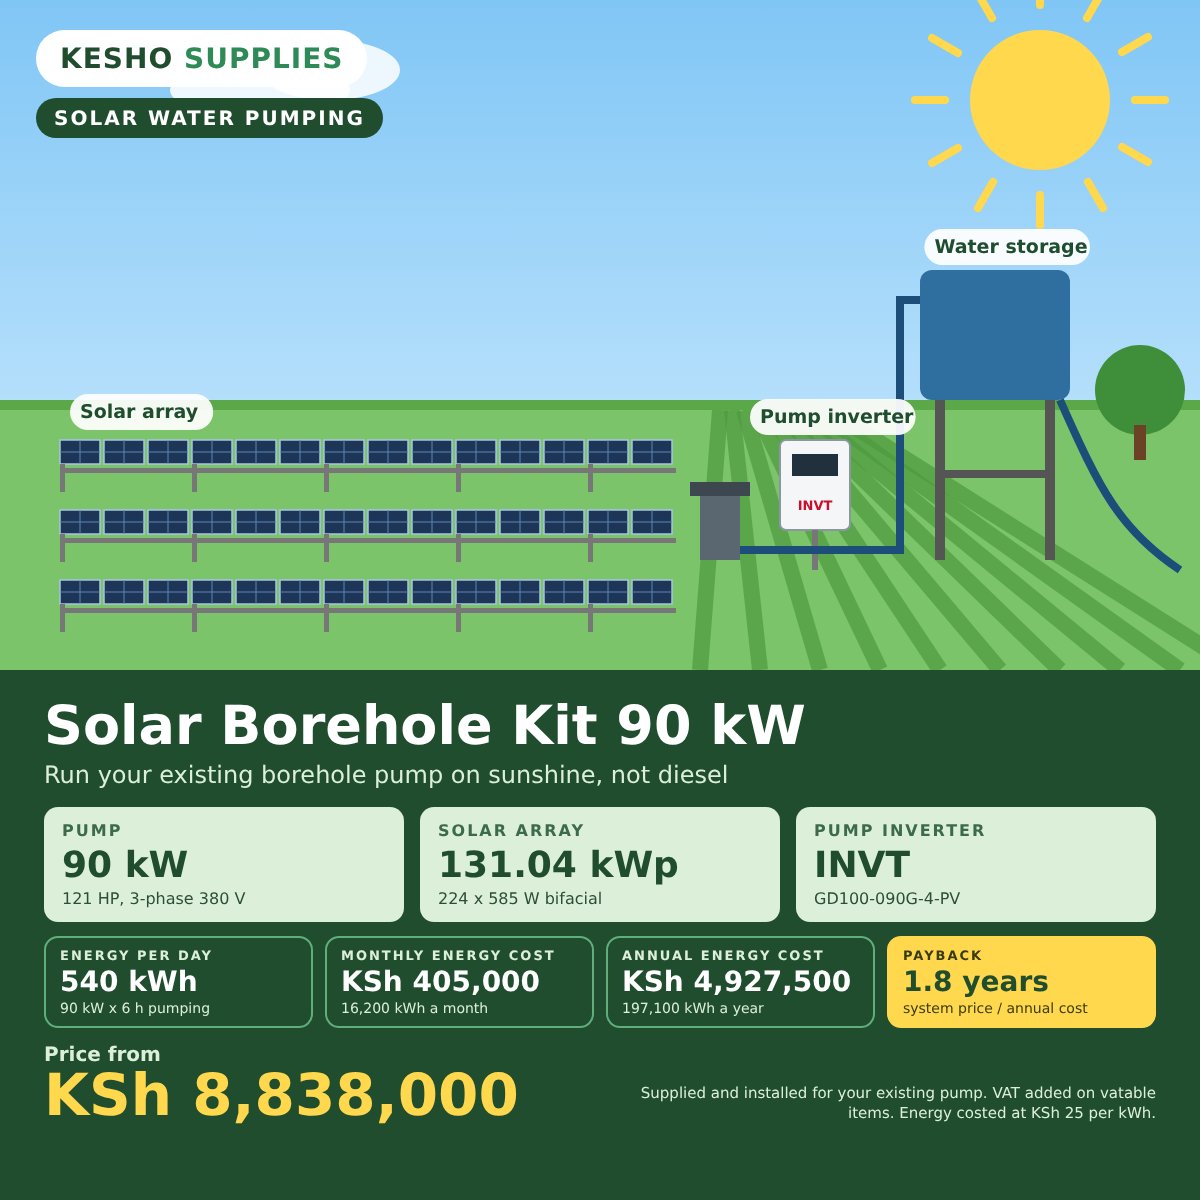 KESHO SUPPLIES
SOLAR WATER PUMPING
Water storage
Solar array
Pump inverter
INVT
Solar Borehole Kit 90 kW
Run your existing borehole pump on sunshine, not diesel
PUMP
90 kW
121 HP, 3-phase 380 V
SOLAR ARRAY
131.04 kWp
224 x 585 W bifacial
PUMP INVERTER
INVT
GD100-090G-4-PV
ENERGY PER DAY
540 kWh
90 kW x 6 h pumping
MONTHLY ENERGY COST
KSh 405,000
16,200 kWh a month
ANNUAL ENERGY COST
KSh 4,927,500
197,100 kWh a year
PAYBACK
1.8 years
system price / annual cost
Price from
KSh 8,838,000
Supplied and installed for your existing pump. VAT added on vatable
items. Energy costed at KSh 25 per kWh.